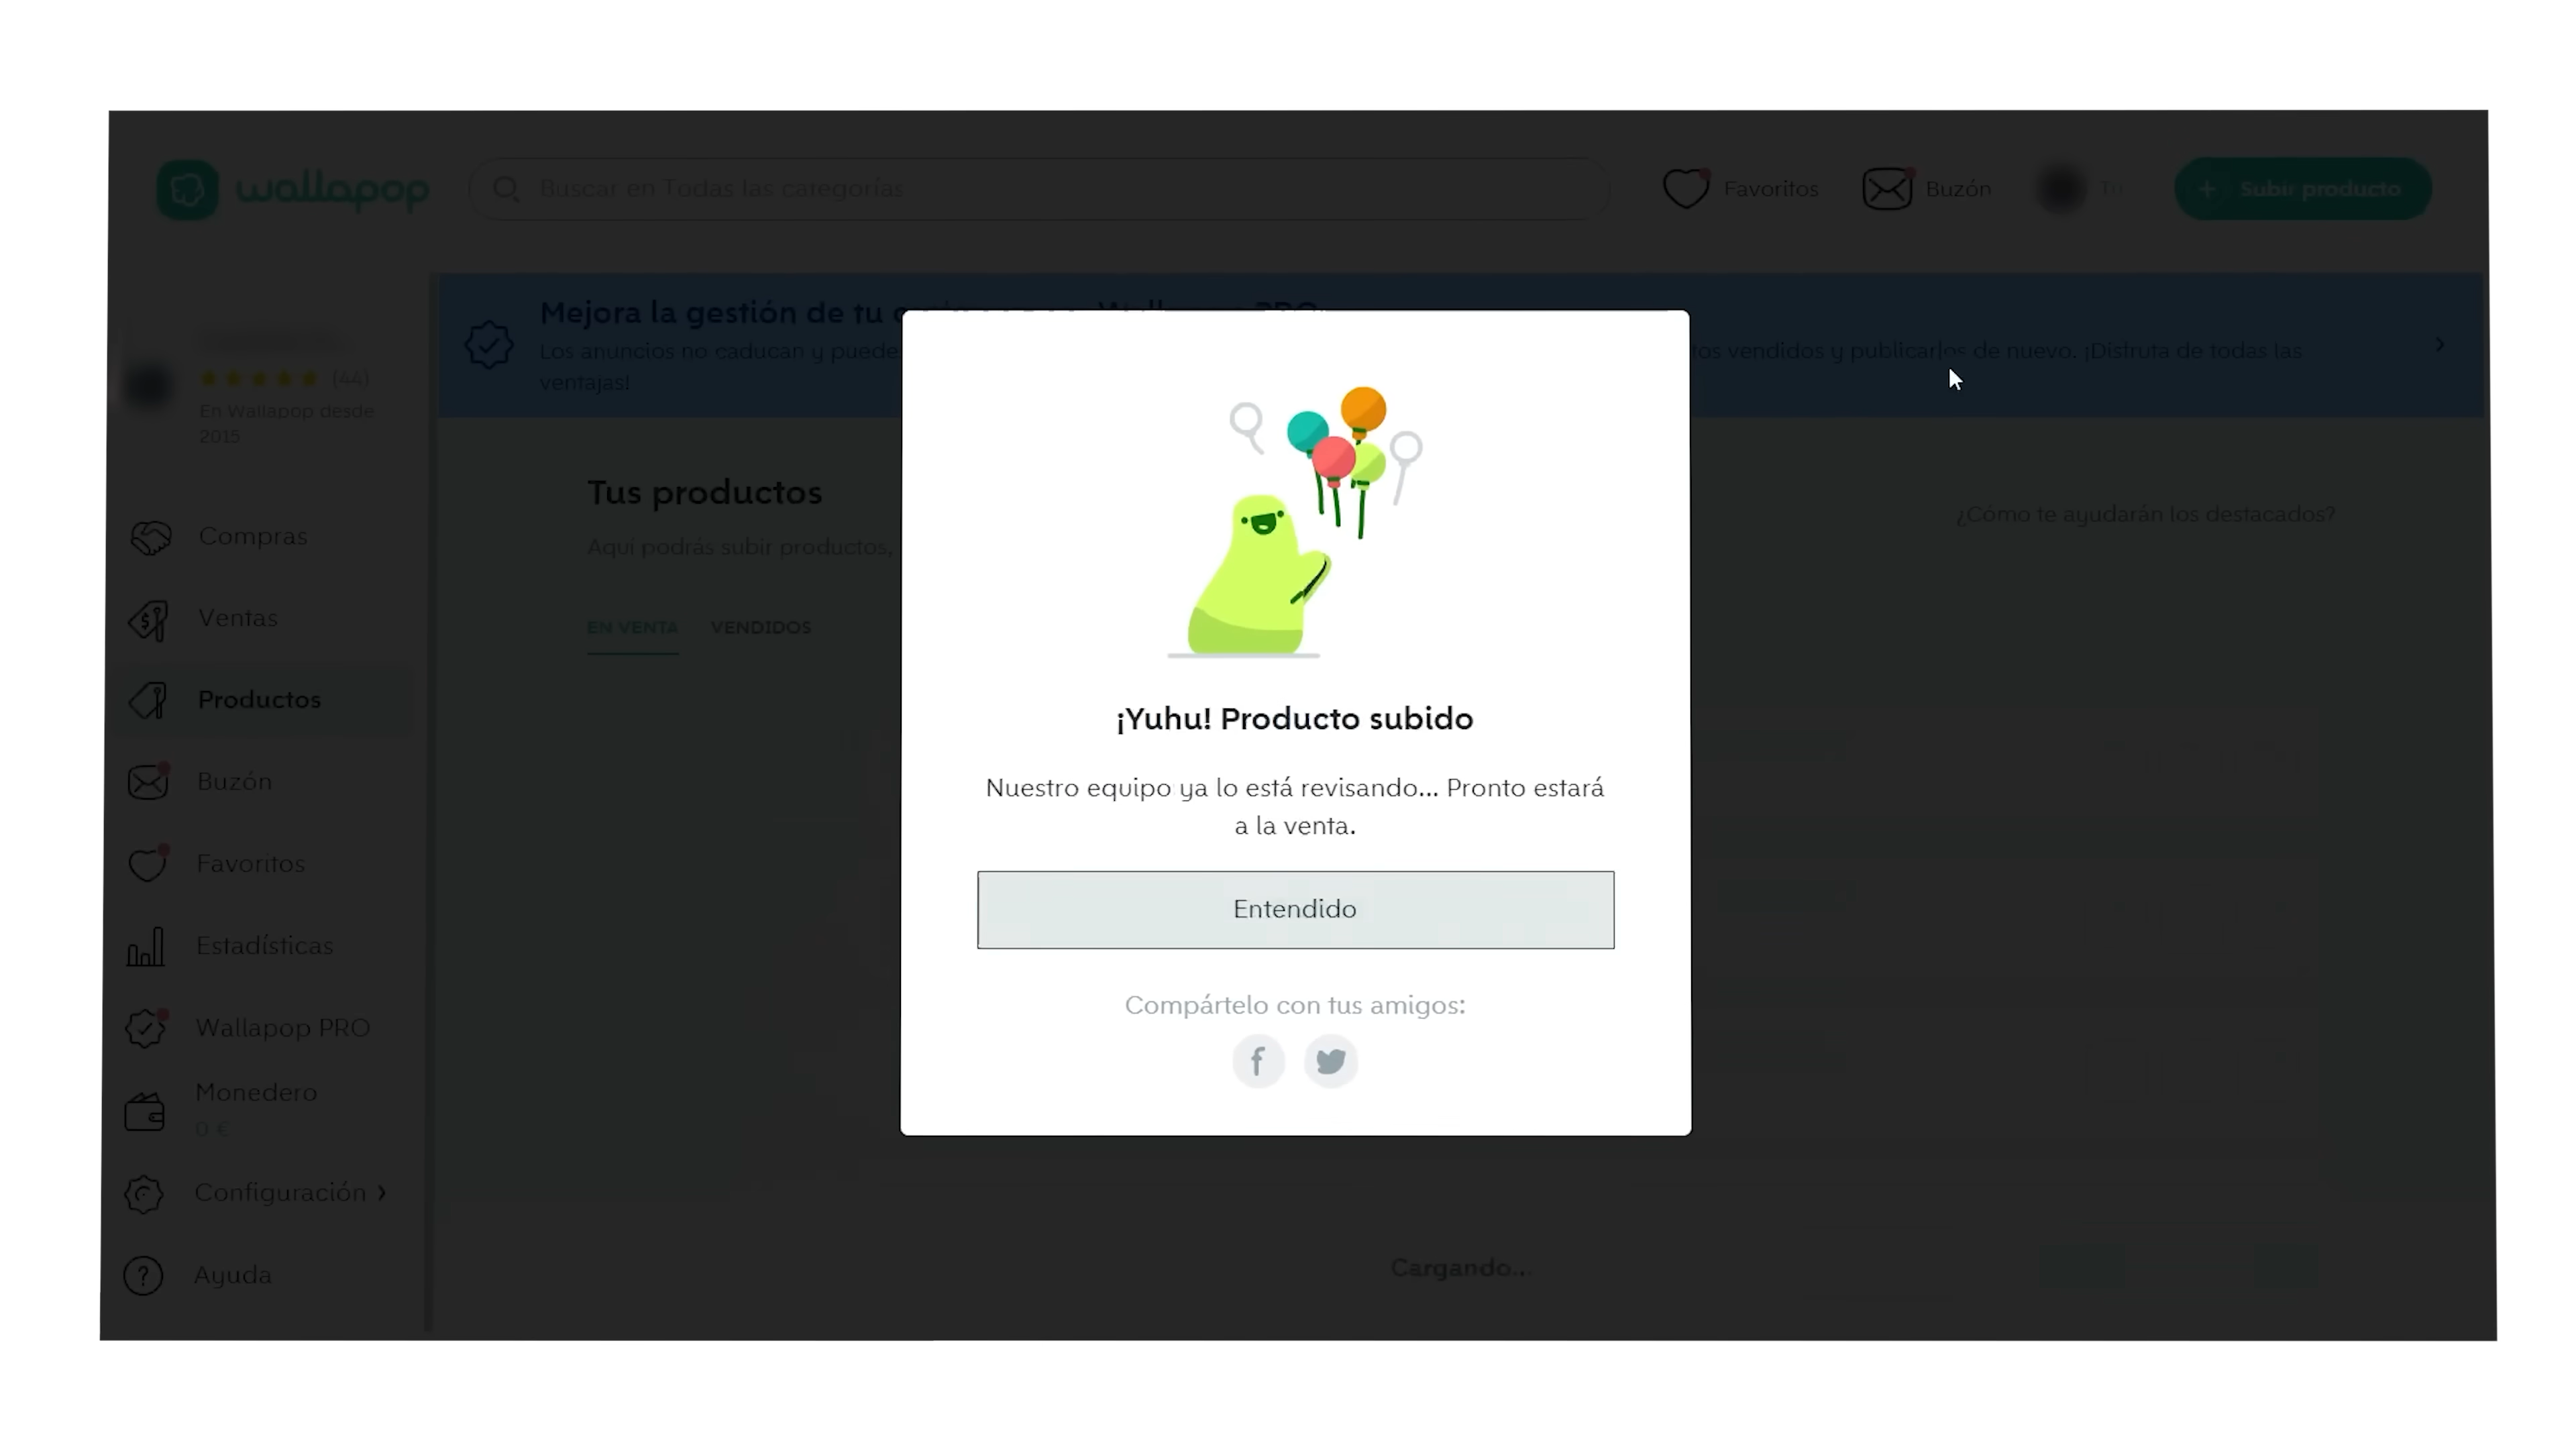 wallapop
Buscar en Todas las categorías
Favoritos
Buzón
Tú
+ Subir producto
Mejora la gestión de tu
Los anuncios no caducan y puede
os vendidos y publicarlos de nuevo. ¡Disfruta de todas las
ventajas!
(44)
En Wallapop desde
2015
Compras
Ventas
Productos
Buzón
Favoritos
Estadísticas
Wallapop PRO
Monedero
0 €
Configuración
Ayuda
Tus productos
Aquí podrás subir productos,
¿Cómo te ayudarán los destacados?
EN VENTA
VENDIDOS
¡Yuhu! Producto subido
Nuestro equipo ya lo está revisando... Pronto estará
a la venta.
Entendido
Compártelo con tus amigos:
Cargando...